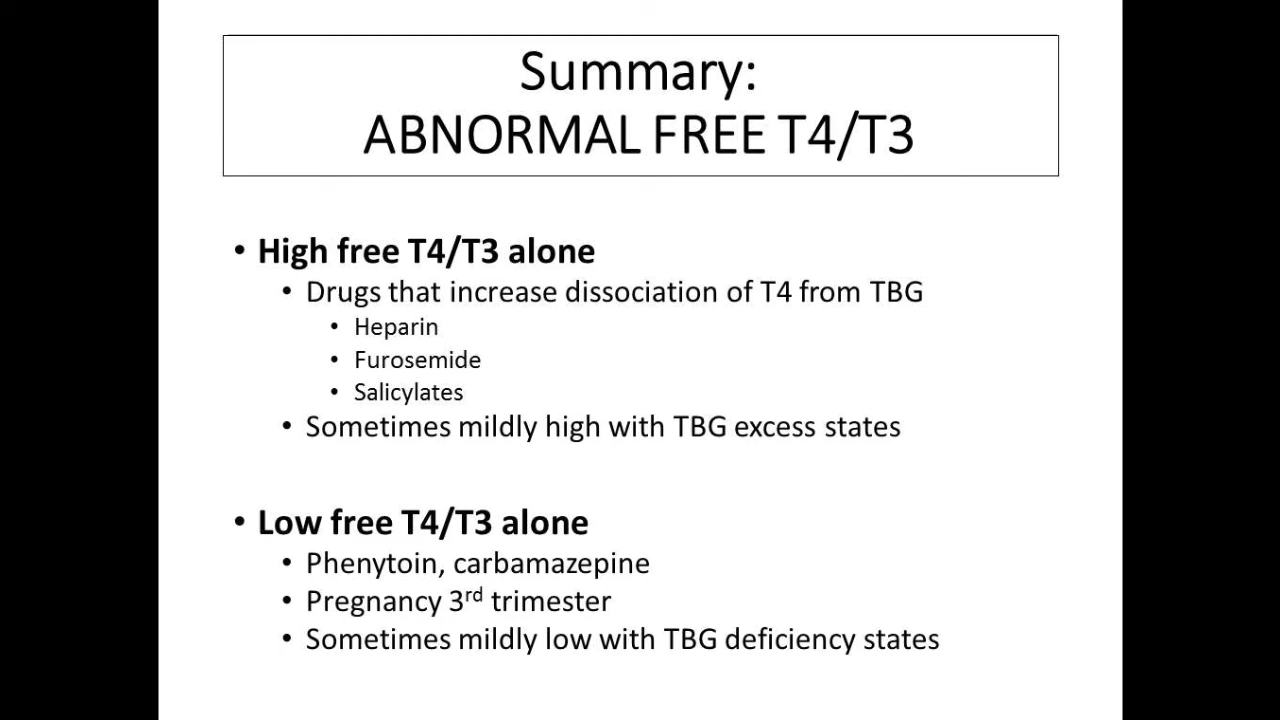 Summary:
ABNORMAL FREE T4/T3
• High free T4/T3 alone
• Drugs that increase dissociation of T4 from TBG
• Heparin
• Furosemide
• Salicylates
• Sometimes mildly high with TBG excess states
• Low free T4/T3 alone
• Phenytoin, carbamazepine
• Pregnancy 3rd trimester
• Sometimes mildly low with TBG deficiency states